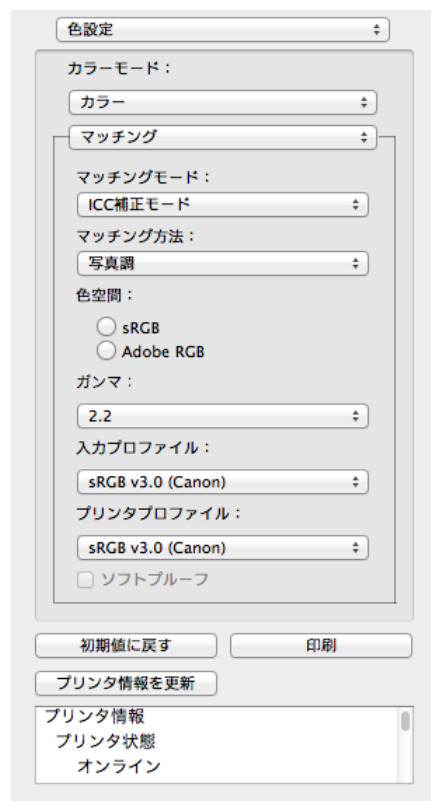 色設定
カラーモード：
カラー
マッチング
マッチングモード：
ICC補正モード
マッチング方法：
写真調
色空間：
sRGB
Adobe RGB
ガンマ：
2.2
入力プロファイル：
sRGB v3.0 (Canon)
プリンタプロファイル：
sRGB v3.0 (Canon)
ソフトプルーフ
初期値に戻す
印刷
プリンタ情報を更新
プリンタ情報
プリンタ状態
オンライン